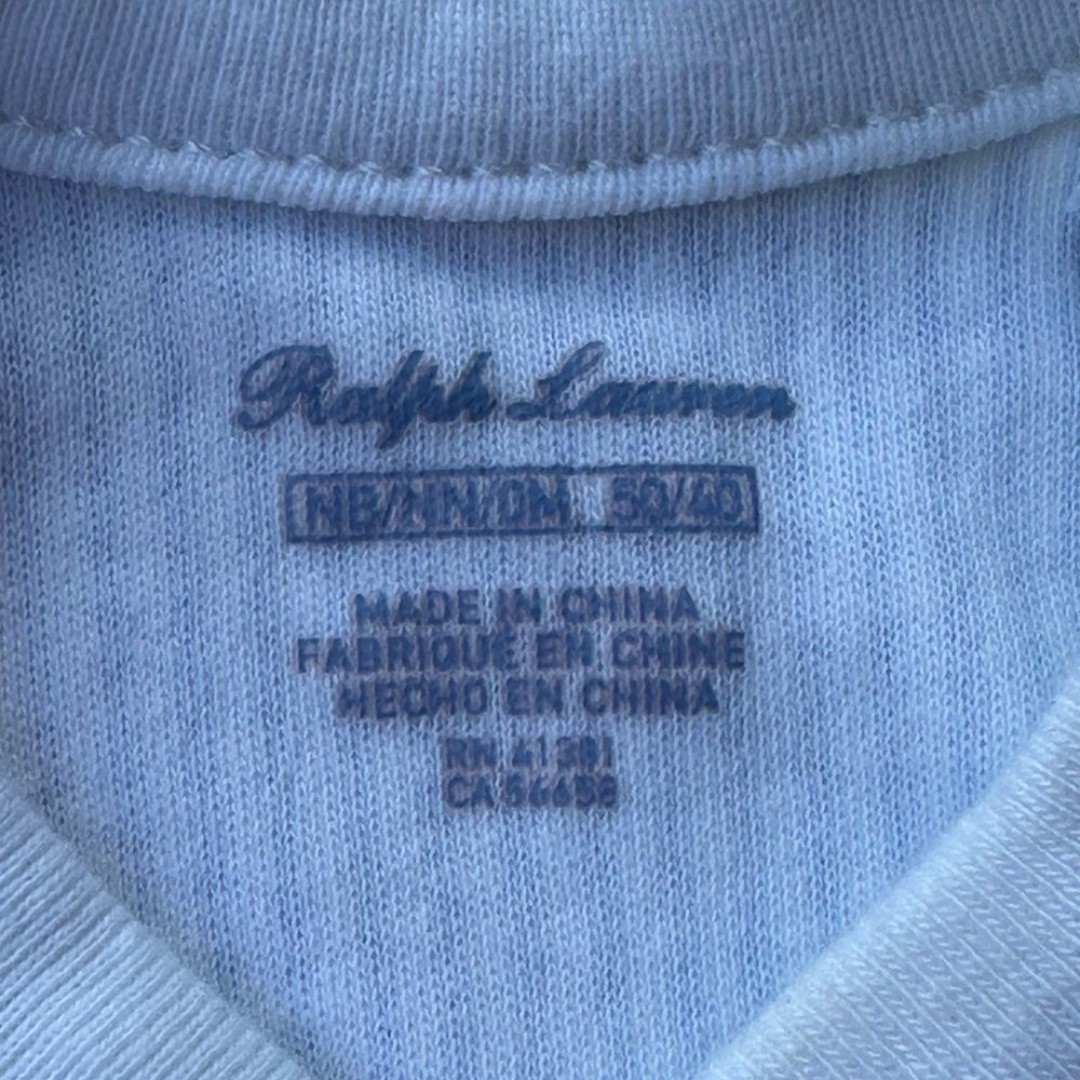 Ralph Lauren
NB/NN/0M 50/40
MADE IN CHINA
FABRIQUÉ EN CHINE
HECHO EN CHINA
RN 41381
CA 56658